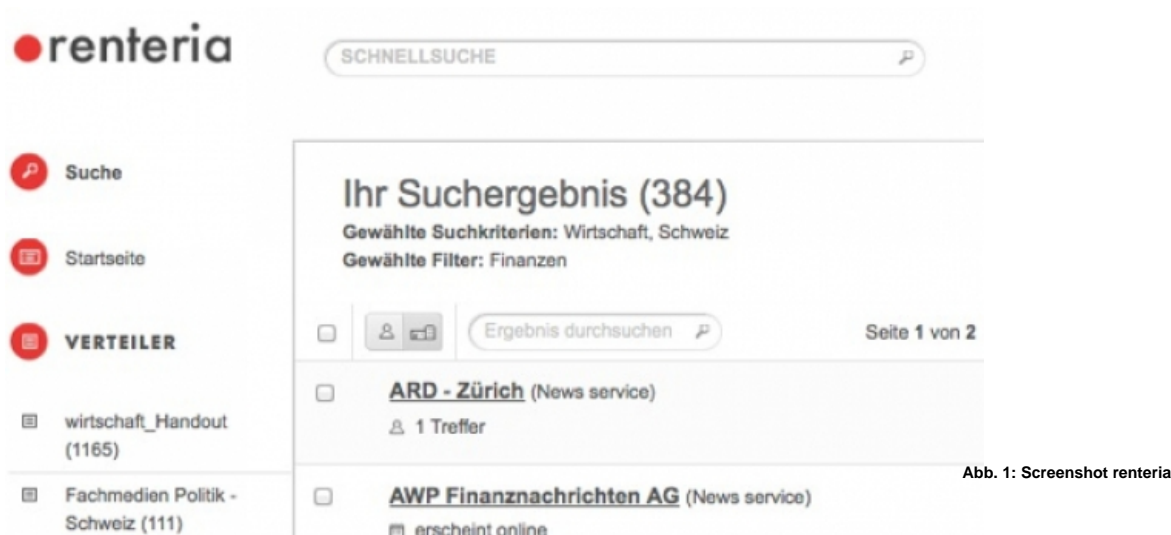 renteria
SCHNELLSUCHE
Suche
Startseite
VERTEILER
wirtschaft_Handout
(1165)
Fachmedien Politik -
Schweiz (111)
Ihr Suchergebnis (384)
Gewählte Suchkriterien: Wirtschaft, Schweiz
Gewählte Filter: Finanzen
Ergebnis durchsuchen
Seite 1 von 2
ARD - Zürich (News service)
1 Treffer
AWP Finanznachrichten AG (News service)
erscheint online
Abb. 1: Screenshot renteria